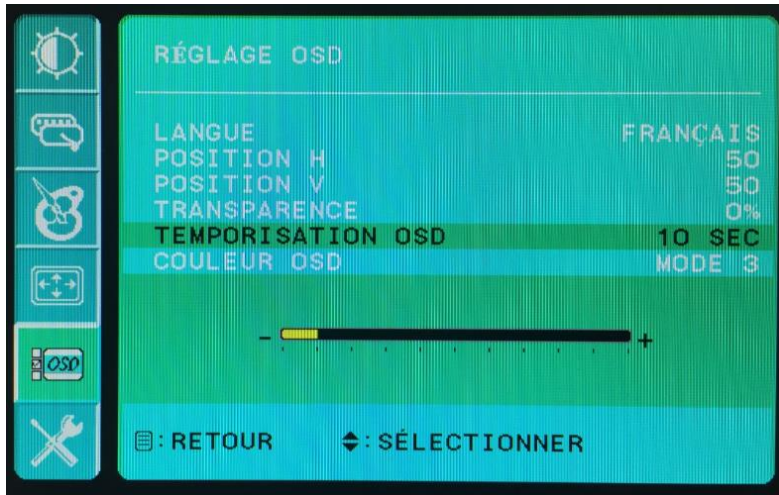 RÉGLAGE OSD
LANGUE FRANÇAIS
POSITION H 50
POSITION V 50
TRANSPARENCE 0%
TEMPORISATION OSD 10 SEC
COULEUR OSD MODE 3
- +
OSD
:RETOUR :SÉLECTIONNER